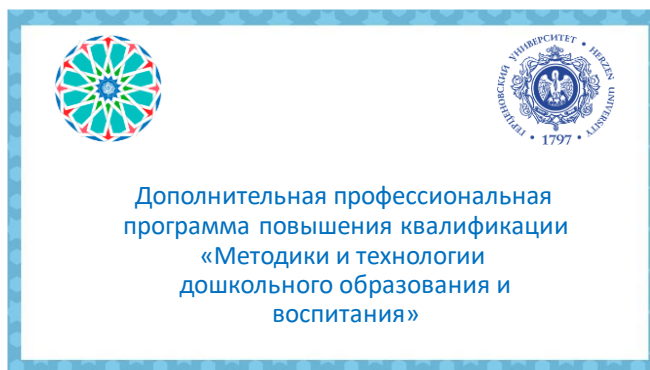 ГЕРЦЕНОВСКИЙ УНИВЕРСИТЕТ • HERZEN UNIVERSITY
• 1797 •
Дополнительная профессиональная
программа повышения квалификации
«Методики и технологии
дошкольного образования и
воспитания»